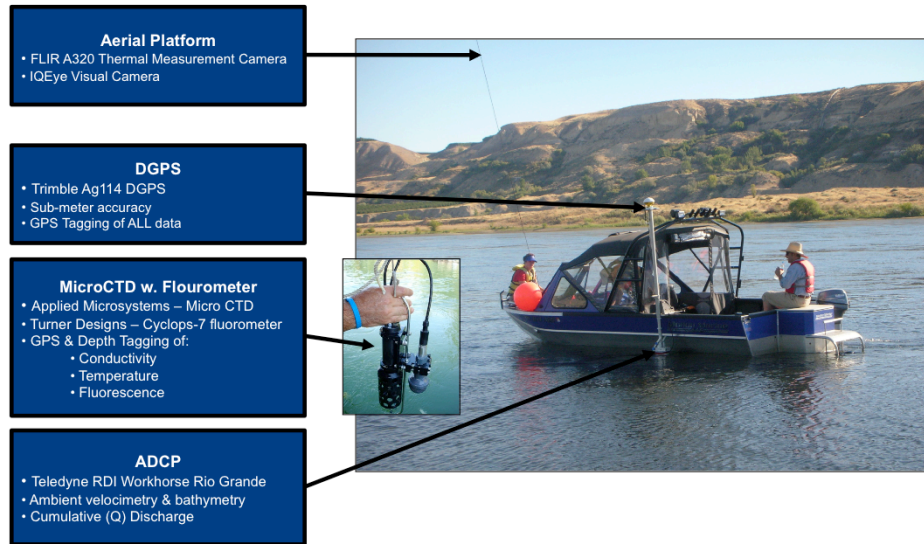 Aerial Platform
• FLIR A320 Thermal Measurement Camera
• IQEye Visual Camera
DGPS
• Trimble Ag114 DGPS
• Sub-meter accuracy
• GPS Tagging of ALL data
MicroCTD w. Flourometer
• Applied Microsystems – Micro CTD
• Turner Designs – Cyclops-7 fluorometer
• GPS & Depth Tagging of:
• Conductivity
• Temperature
• Fluorescence
ADCP
• Teledyne RDI Workhorse Rio Grande
• Ambient velocimetry & bathymetry
• Cumulative (Q) Discharge